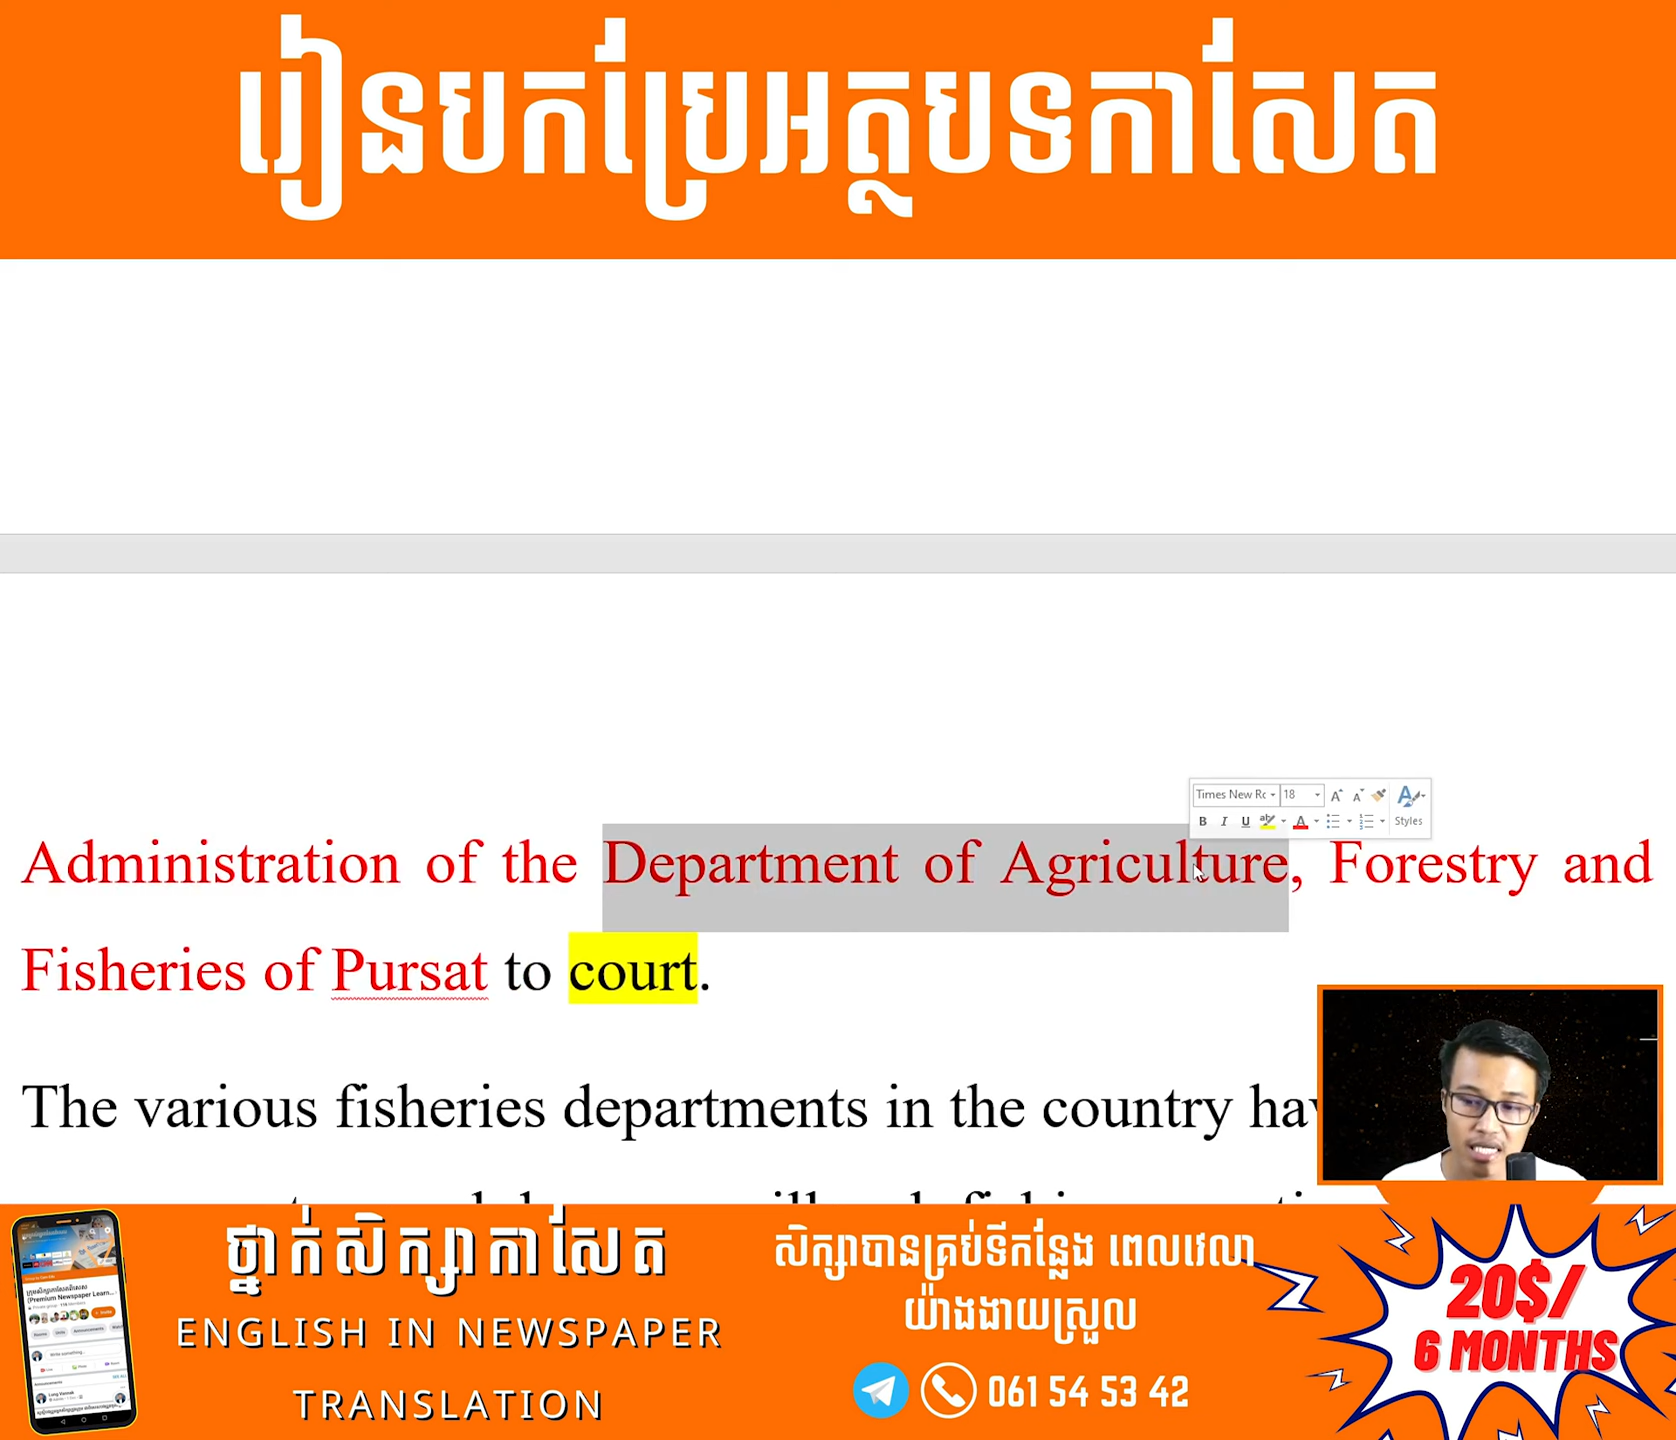 រៀនបកប្រែអត្ថបទកាសែត
Times New Rc 18
B I U Styles
Administration of the Department of Agriculture, Forestry and
Fisheries of Pursat to court.
The various fisheries departments in the country hav
ថ្នាក់សិក្សាកាសែត
ENGLISH IN NEWSPAPER
TRANSLATION
សិក្សាបានគ្រប់ទីកន្លែង ពេលវេលា
យ៉ាងងាយស្រួល
061 54 53 42
20$/
6 MONTHS
(Premium Newspaper Learn...